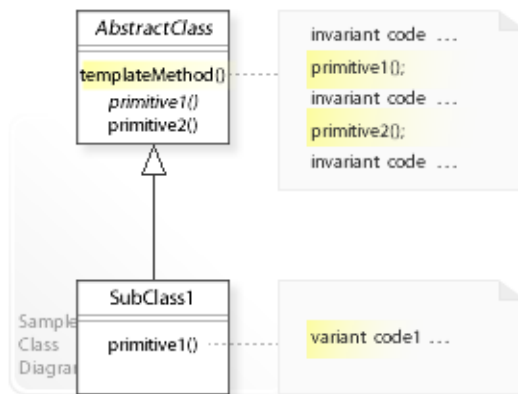 AbstractClass
templateMethod()
primitive1()
primitive2()
invariant code ...
primitive1();
invariant code ...
primitive2();
invariant code ...
SubClass1
primitive1()
variant code1 ...
Sample
Class